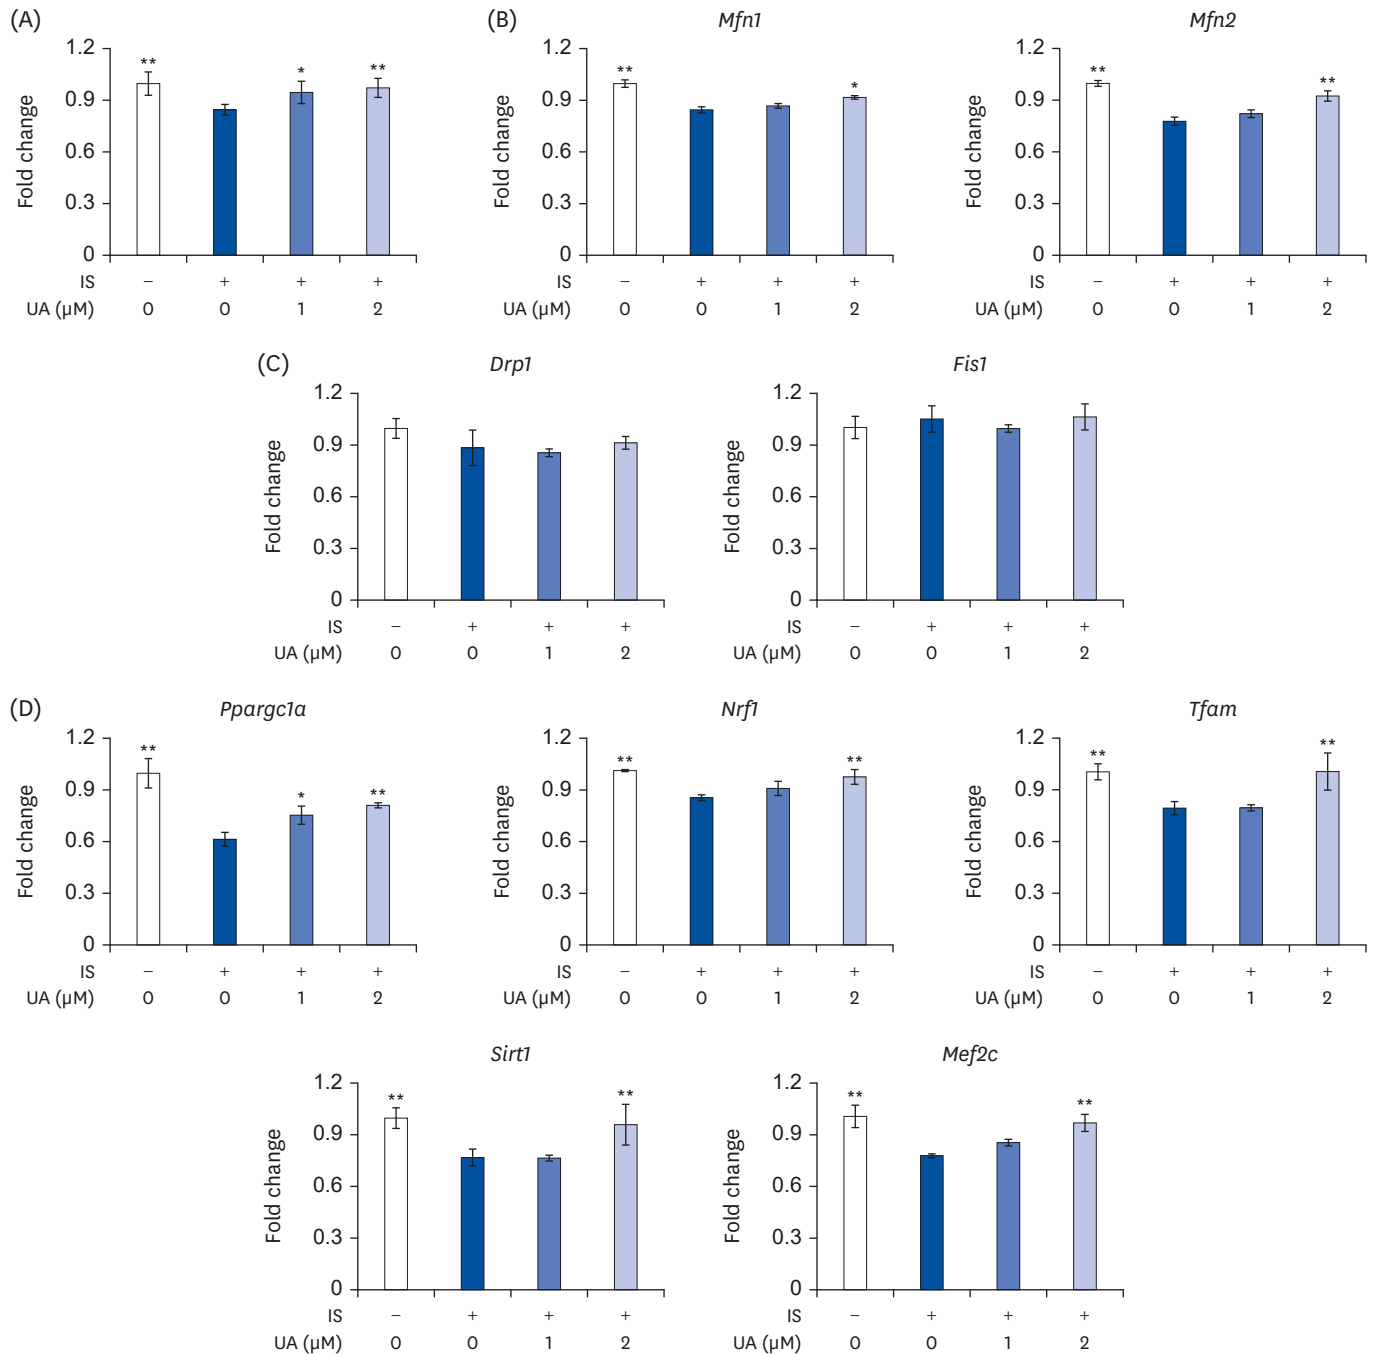 (A)
1.2
0.9
0.6
0.3
0
Fold change
** * **
IS − + + +
UA (μM) 0 0 1 2
(B)
Mfn1
1.2
0.9
0.6
0.3
0
Fold change
** *
IS − + + +
UA (μM) 0 0 1 2
Mfn2
1.2
0.9
0.6
0.3
0
Fold change
** **
IS − + + +
UA (μM) 0 0 1 2
(C)
Drp1
1.2
0.9
0.6
0.3
0
Fold change
IS − + + +
UA (μM) 0 0 1 2
Fis1
1.2
0.9
0.6
0.3
0
Fold change
IS − + + +
UA (μM) 0 0 1 2
(D)
Ppargc1a
1.2
0.9
0.6
0.3
0
Fold change
** * **
IS − + + +
UA (μM) 0 0 1 2
Nrf1
1.2
0.9
0.6
0.3
0
Fold change
** **
IS − + + +
UA (μM) 0 0 1 2
Tfam
1.2
0.9
0.6
0.3
0
Fold change
** **
IS − + + +
UA (μM) 0 0 1 2
Sirt1
1.2
0.9
0.6
0.3
0
Fold change
** **
IS − + + +
UA (μM) 0 0 1 2
Mef2c
1.2
0.9
0.6
0.3
0
Fold change
** **
IS − + + +
UA (μM) 0 0 1 2